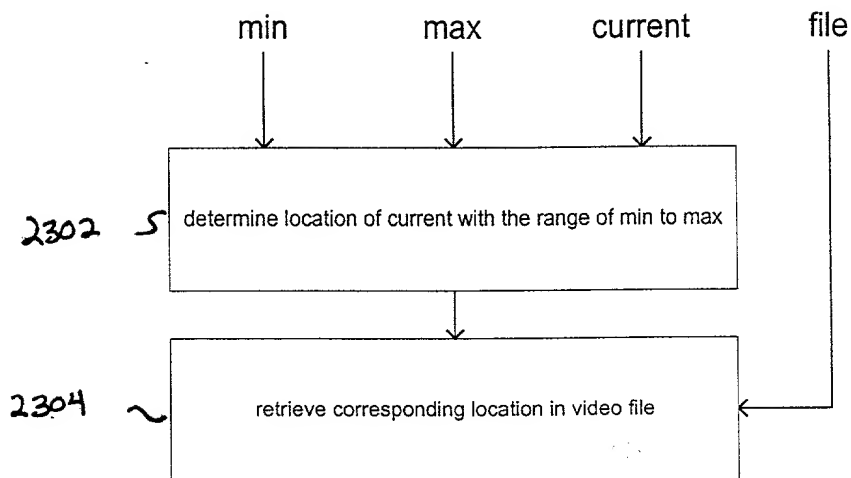 min max current file
2302 determine location of current with the range of min to max
2304 retrieve corresponding location in video file